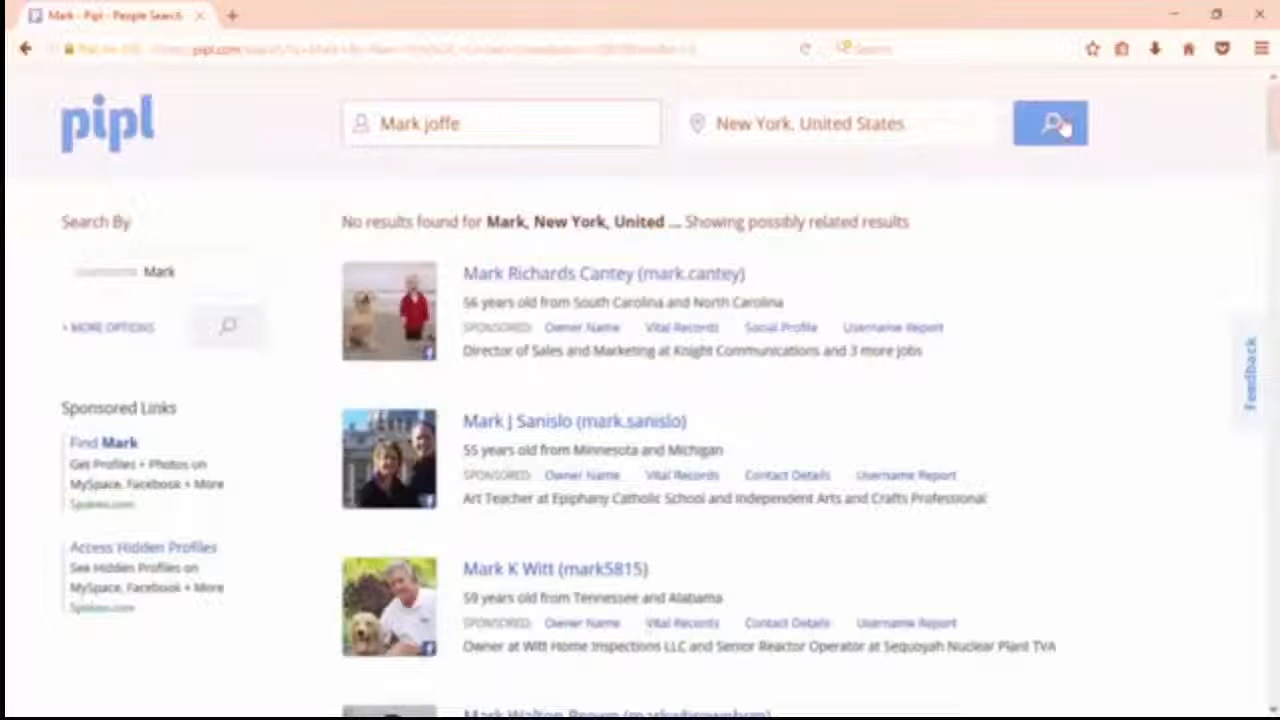 Mark - Pipl - People Search
pipl.com
Search
pipl
Mark joffe
New York, United States
Search By
Mark
+ MORE OPTIONS
No results found for Mark, New York, United ... Showing possibly related results
Mark Richards Cantey (mark.cantey)
56 years old from South Carolina and North Carolina
SPONSORED: Owner Name Vital Records Social Profile Username Report
Director of Sales and Marketing at Knight Communications and 3 more jobs
Feedback
Sponsored Links
Find Mark
Get Profiles + Photos on
MySpace, Facebook + More
Spokeo.com
Access Hidden Profiles
See Hidden Profiles on
MySpace, Facebook + More
Spokeo.com
Mark J Sanislo (mark.sanislo)
55 years old from Minnesota and Michigan
SPONSORED: Owner Name Vital Records Contact Details Username Report
Art Teacher at Epiphany Catholic School and Independent Arts and Crafts Professional
Mark K Witt (mark5815)
59 years old from Tennessee and Alabama
SPONSORED: Owner Name Vital Records Contact Details Username Report
Owner at Witt Home Inspections LLC and Senior Reactor Operator at Sequoyah Nuclear Plant TVA
Mark Walton Brown